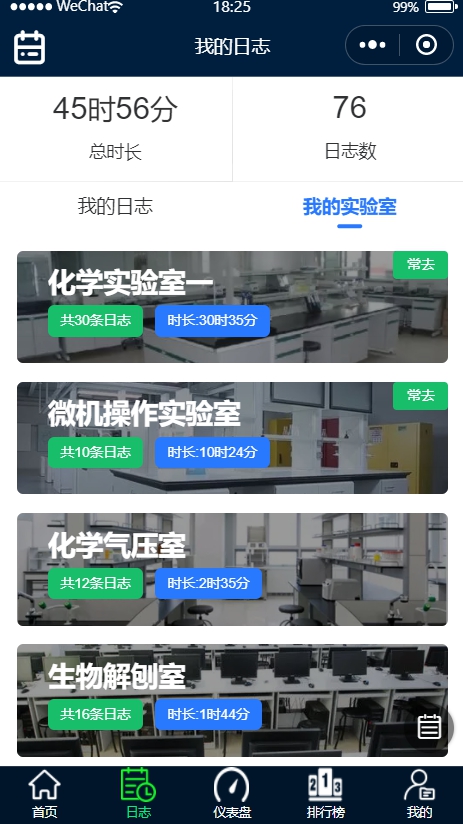 WeChat 18:25 99%
我的日志
45时56分 76
总时长 日志数
我的日志 我的实验室
常去
化学实验室一
共30条日志 时长:30时35分
常去
微机操作实验室
共10条日志 时长:10时24分
化学气压室
共12条日志 时长:2时35分
生物解刨室
共16条日志 时长:1时44分
首页 日志 仪表盘 排行榜 我的